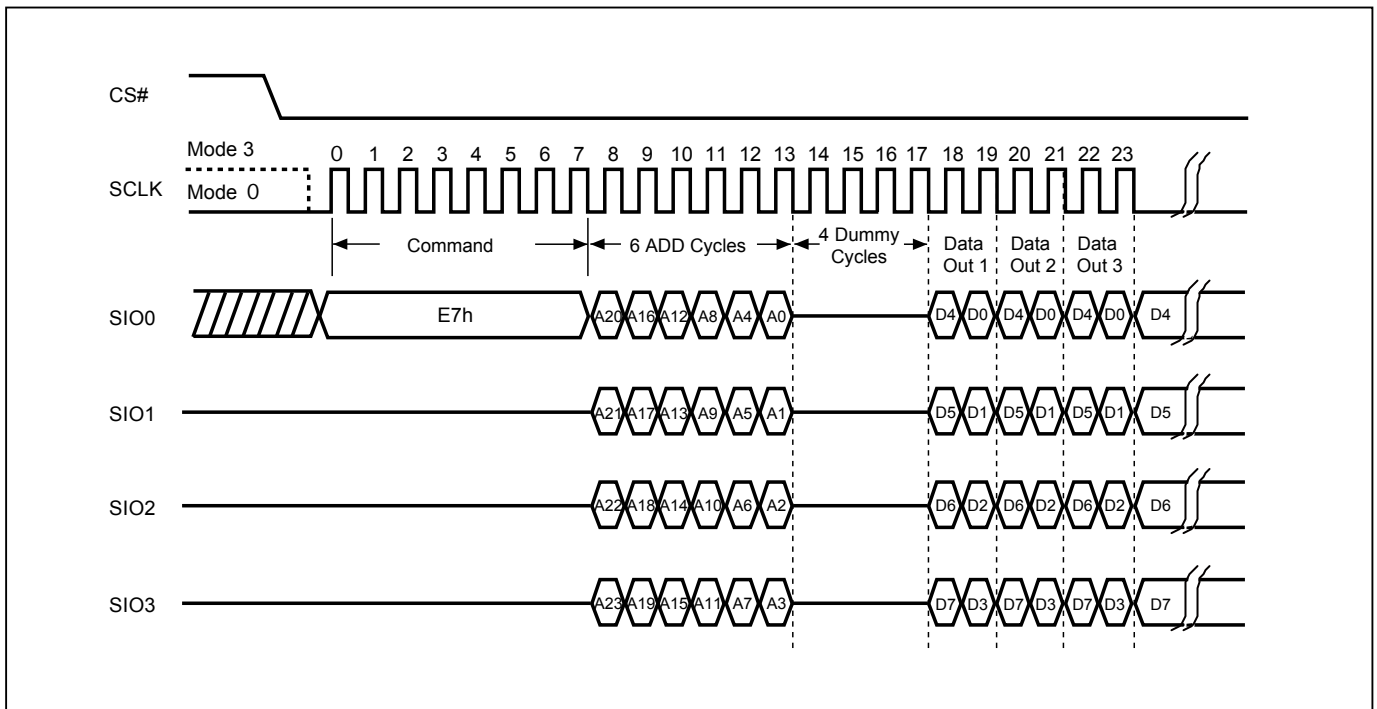 CS#
Mode 3
0 1 2 3 4 5 6 7 8 9 10 11 12 13 14 15 16 17 18 19 20 21 22 23
SCLK
Mode 0
Command
6 ADD Cycles
4 Dummy
Cycles
Data
Out 1
Data
Out 2
Data
Out 3
SIO0
E7h
A20 A16 A12 A8 A4 A0
D4 D0 D4 D0 D4 D0 D4
SIO1
A21 A17 A13 A9 A5 A1
D5 D1 D5 D1 D5 D1 D5
SIO2
A22 A18 A14 A10 A6 A2
D6 D2 D6 D2 D6 D2 D6
SIO3
A23 A19 A15 A11 A7 A3
D7 D3 D7 D3 D7 D3 D7